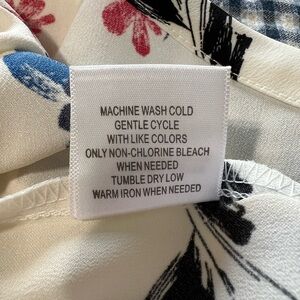 MACHINE WASH COLD
GENTLE CYCLE
WITH LIKE COLORS
ONLY NON-CHLORINE BLEACH
WHEN NEEDED
TUMBLE DRY LOW
WARM IRON WHEN NEEDED